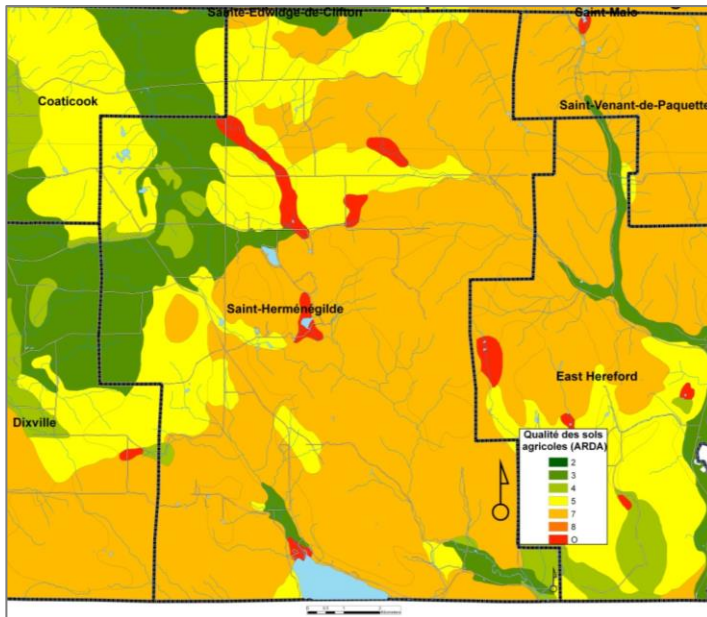 Sainte-Edwidge-de-Clifton
Saint-Malo
Coaticook
Saint-Venant-de-Paquette
Saint-Herménégilde
East Hereford
Dixville
Qualité des sols
agricoles (ARDA)
2
3
4
5
7
8
O